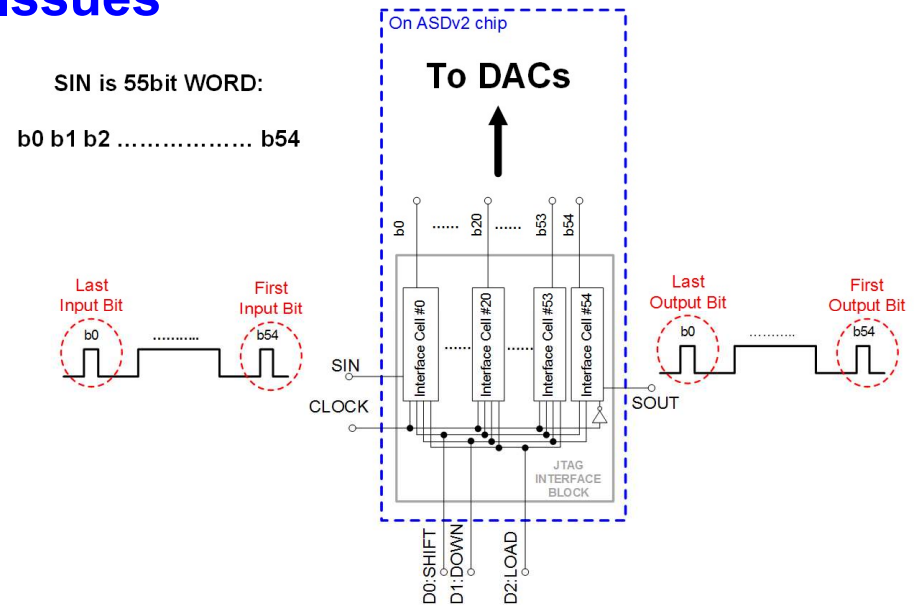 Issues
On ASDv2 chip
To DACs
SIN is 55bit WORD:
b0 b1 b2 .................. b54
b0
......
b20
......
b53
b54
Last
Input Bit
b0
..........
First
Input Bit
b54
Interface Cell #0
......
Interface Cell #20
......
Interface Cell #53
Interface Cell #54
SIN
CLOCK
SOUT
Last
Output Bit
b0
..........
First
Output Bit
b54
JTAG
INTERFACE
BLOCK
D0:SHIFT
D1:DOWN
D2:LOAD